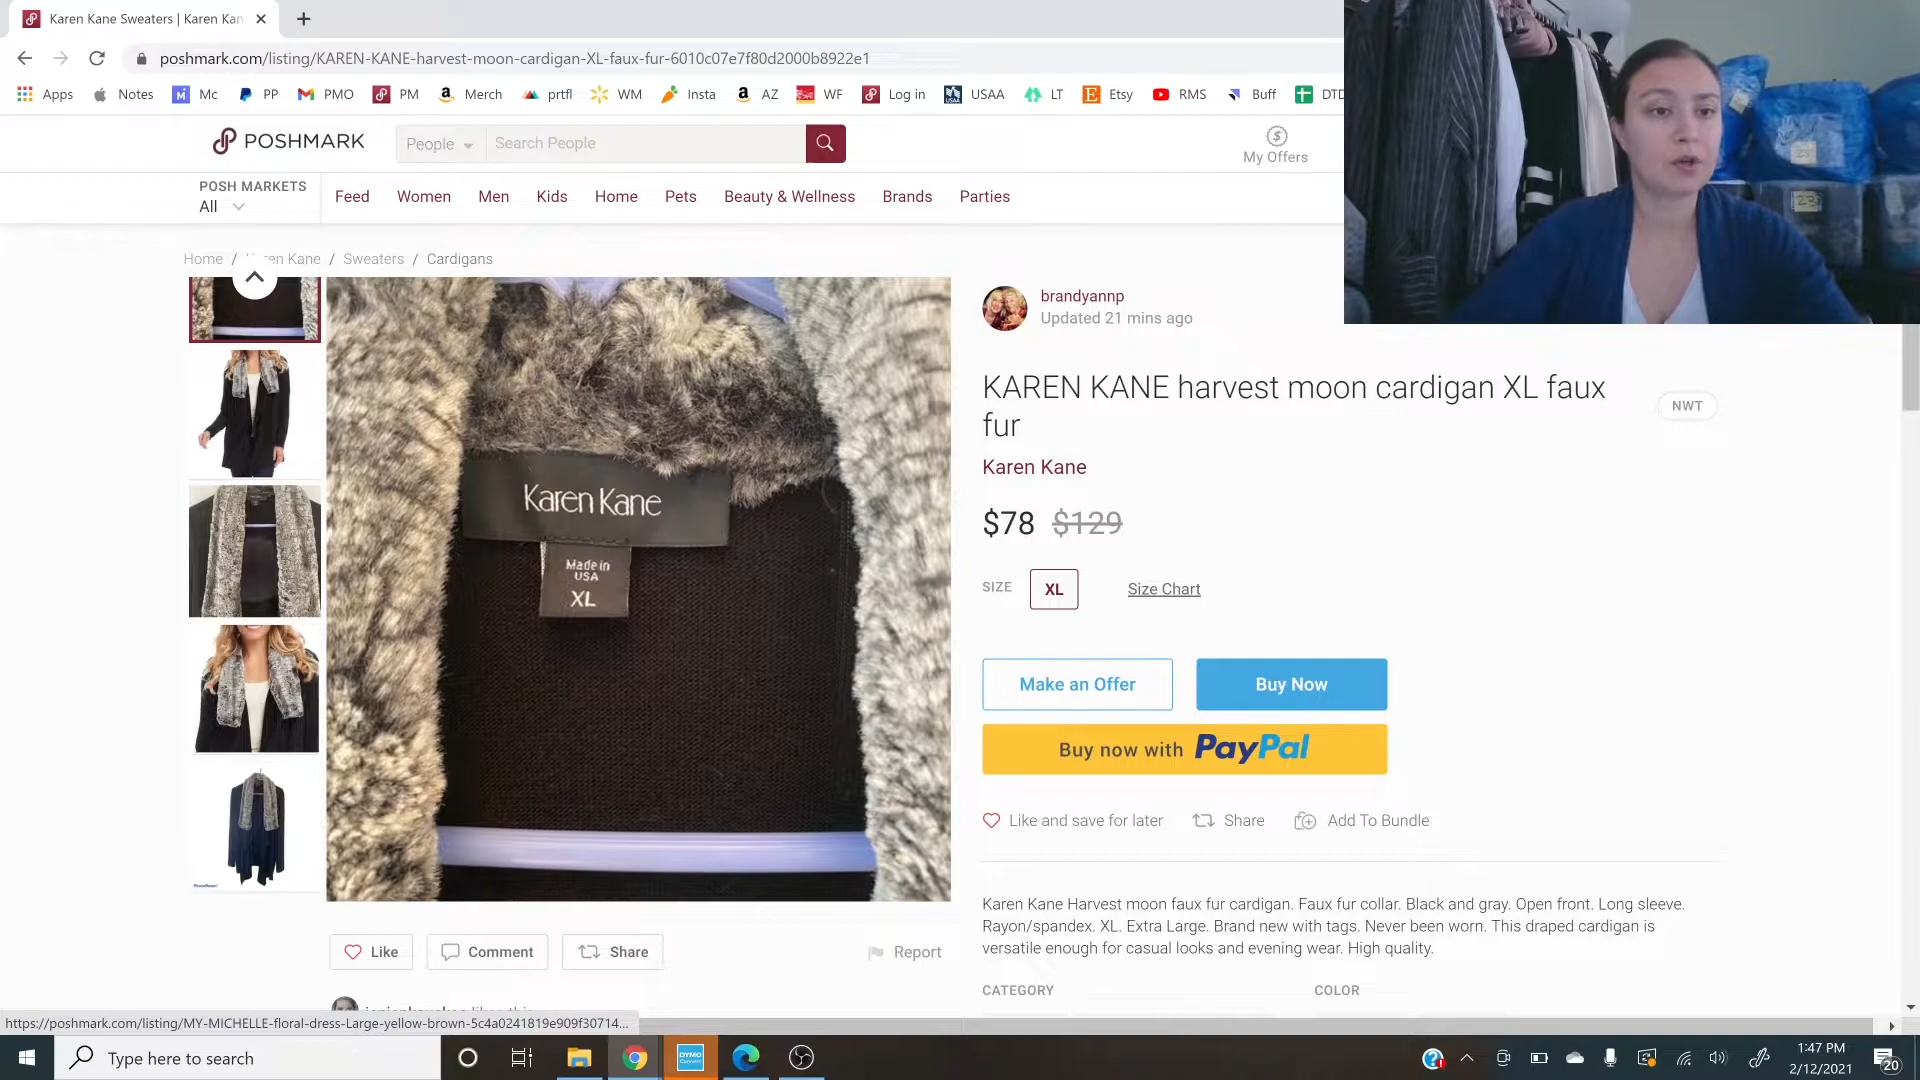 Karen Kane Sweaters | Karen Kan
poshmark.com/listing/KAREN-KANE-harvest-moon-cardigan-XL-faux-fur-6010c07e7f80d2000b8922e1
Apps Notes Mc PP PMO PM Merch prtfl WM Insta AZ WF Log in USAA LT Etsy RMS Buff DTD
POSHMARK
People
Search People
My Offers
POSH MARKETS
All
Feed Women Men Kids Home Pets Beauty & Wellness Brands Parties
Home / Karen Kane / Sweaters / Cardigans
brandyannp
Updated 21 mins ago
KAREN KANE harvest moon cardigan XL faux
fur
NWT
Karen Kane
$78 $129
SIZE XL Size Chart
Make an Offer Buy Now
Buy now with PayPal
Like and save for later Share Add To Bundle
Karen Kane
Made in
USA
XL
Karen Kane Harvest moon faux fur cardigan. Faux fur collar. Black and gray. Open front. Long sleeve.
Rayon/spandex. XL. Extra Large. Brand new with tags. Never been worn. This draped cardigan is
versatile enough for casual looks and evening wear. High quality.
Like Comment Share Report
CATEGORY COLOR
https://poshmark.com/listing/MY-MICHELLE-floral-dress-Large-yellow-brown-5c4a0241819e909f30714...
Type here to search
DYMO
Connect
1:47 PM
2/12/2021
20
23